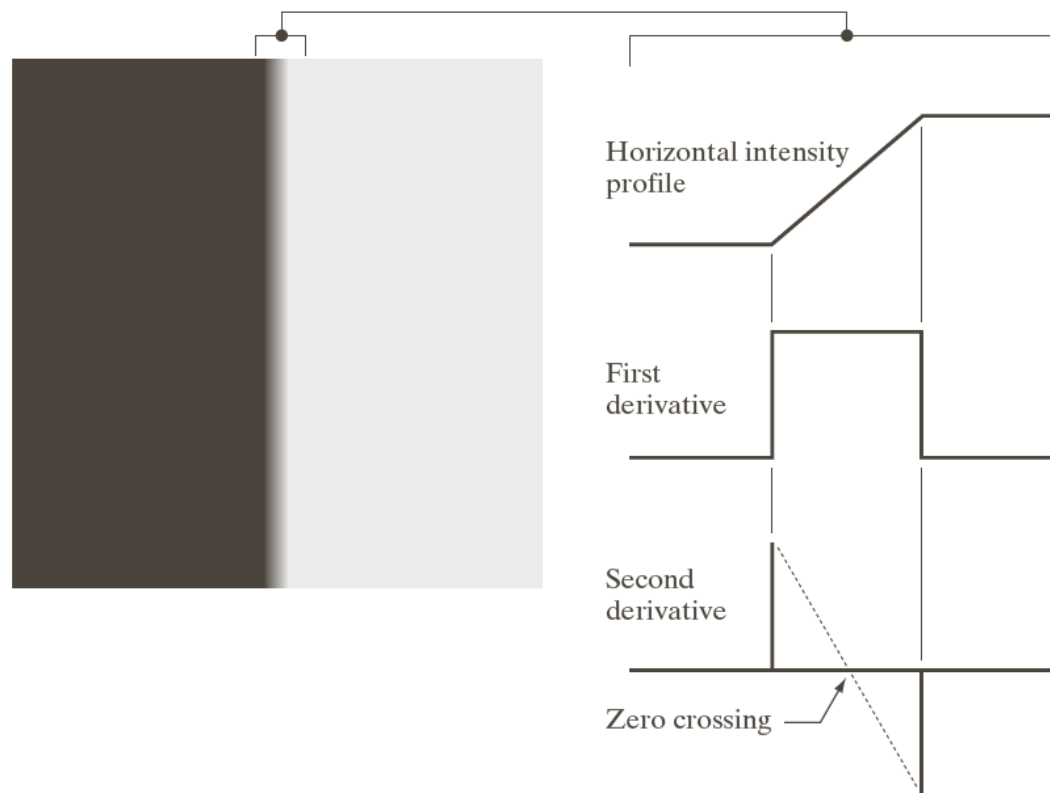 Horizontal intensity
profile
First
derivative
Second
derivative
Zero crossing